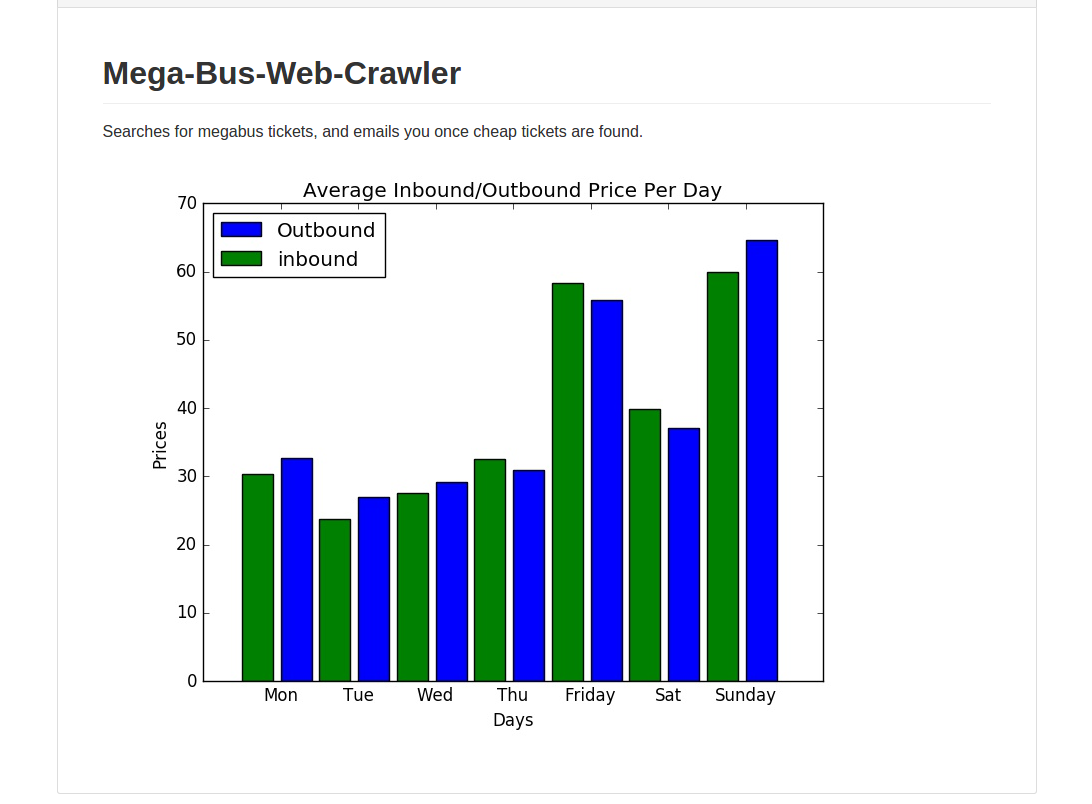 Mega-Bus-Web-Crawler
Searches for megabus tickets, and emails you once cheap tickets are found.
Average Inbound/Outbound Price Per Day
Outbound
inbound
70
60
50
40
30
20
10
0
Prices
Mon Tue Wed Thu Friday Sat Sunday
Days